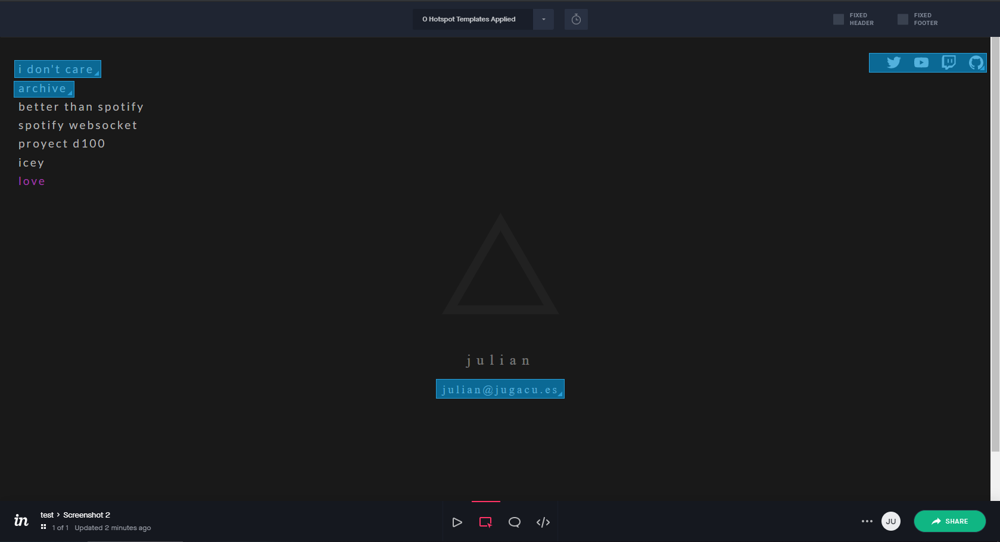 0 Hotspot Templates Applied
FIXED HEADER
FIXED FOOTER
i don't care
archive
better than spotify
spotify websocket
proyect d100
icey
love
julian
julian@jugacu.es
in
test > Screenshot 2
1 of 1 Updated 2 minutes ago
</>
JU
SHARE